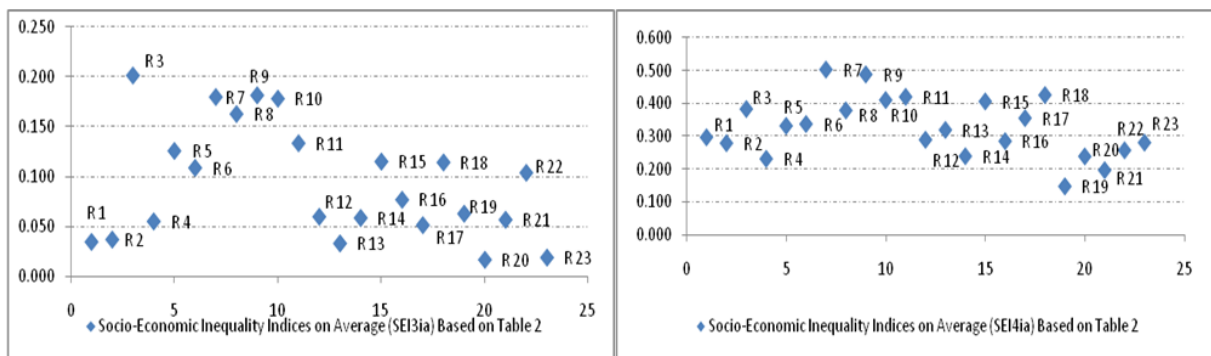 0.250
0.200
0.150
0.100
0.050
0.000
R 3
R 9
R 7
R 10
R 8
R 5
R 11
R 6
R 15
R 18
R 22
R 16
R 12
R 19
R 1
R 4
R 14
R 21
R 2
R 13
R 17
R 20
R 23
0 5 10 15 20 25
Socio-Economic Inequality Indices on Average (SEI3ia) Based on Table 2
0.600
0.500
0.400
0.300
0.200
0.100
0.000
R 7
R 9
R 3
R 11
R 18
R 15
R 5
R 8
R 10
R 17
R 1
R 6
R 13
R 22
R 23
R 2
R 16
R 4
R 12
R 14
R 20
R 19
R 21
0 5 10 15 20 25
Socio-Economic Inequality Indices on Average (SEI4ia) Based on Table 2